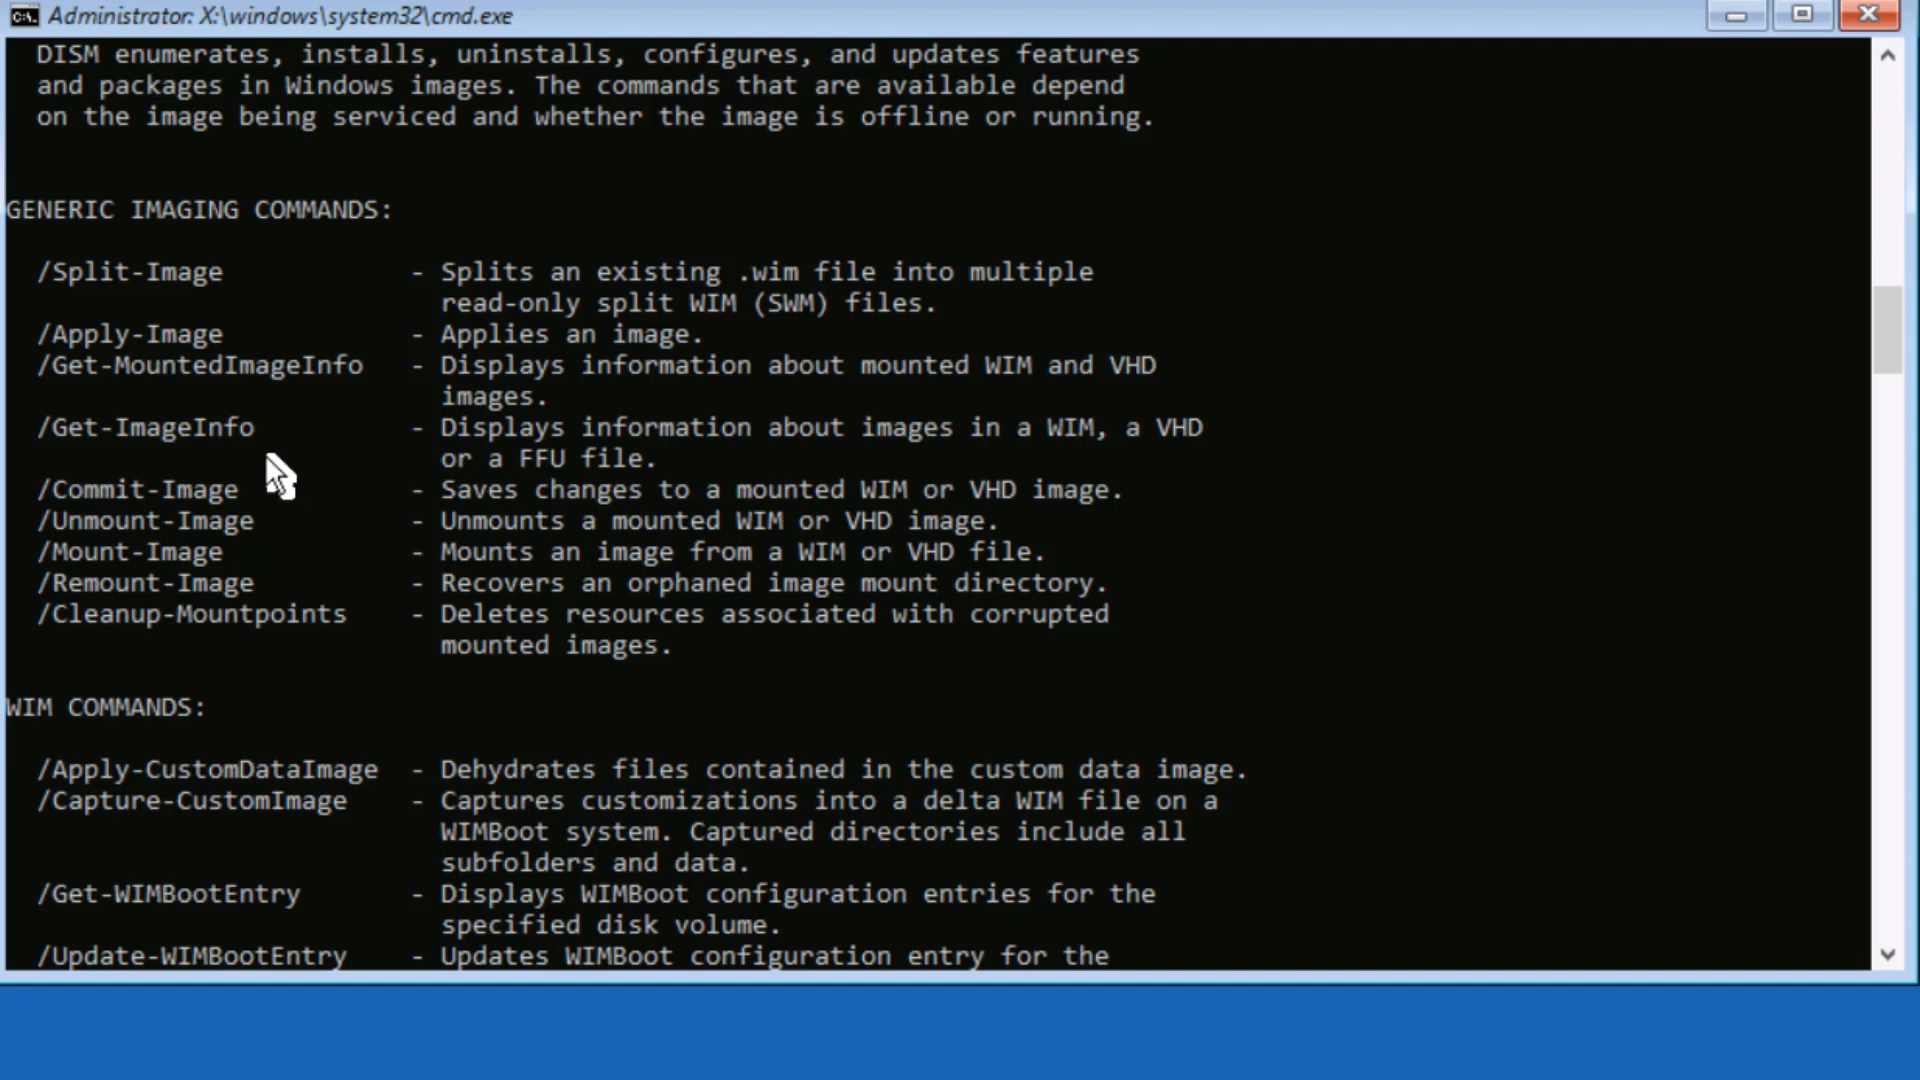 Administrator: X:\windows\system32\cmd.exe
DISM enumerates, installs, uninstalls, configures, and updates features
and packages in Windows images. The commands that are available depend
on the image being serviced and whether the image is offline or running.
GENERIC IMAGING COMMANDS:
/Split-Image - Splits an existing .wim file into multiple
read-only split WIM (SWM) files.
/Apply-Image - Applies an image.
/Get-MountedImageInfo - Displays information about mounted WIM and VHD
images.
/Get-ImageInfo - Displays information about images in a WIM, a VHD
or a FFU file.
/Commit-Image - Saves changes to a mounted WIM or VHD image.
/Unmount-Image - Unmounts a mounted WIM or VHD image.
/Mount-Image - Mounts an image from a WIM or VHD file.
/Remount-Image - Recovers an orphaned image mount directory.
/Cleanup-Mountpoints - Deletes resources associated with corrupted
mounted images.
WIM COMMANDS:
/Apply-CustomDataImage - Dehydrates files contained in the custom data image.
/Capture-CustomImage - Captures customizations into a delta WIM file on a
WIMBoot system. Captured directories include all
subfolders and data.
/Get-WIMBootEntry - Displays WIMBoot configuration entries for the
specified disk volume.
/Update-WIMBootEntry - Updates WIMBoot configuration entry for the